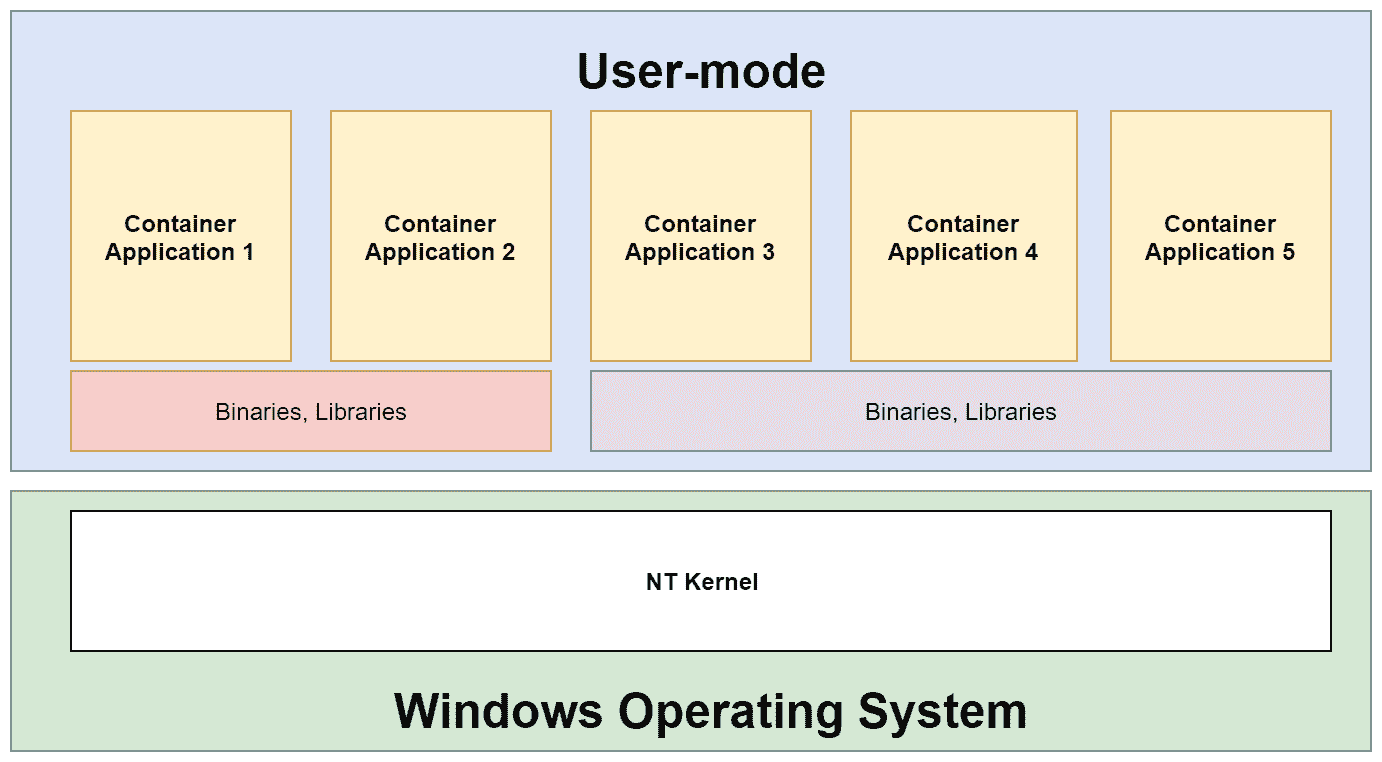 User-mode
Container
Application 1
Container
Application 2
Container
Application 3
Container
Application 4
Container
Application 5
Binaries, Libraries
Binaries, Libraries
NT Kernel
Windows Operating System